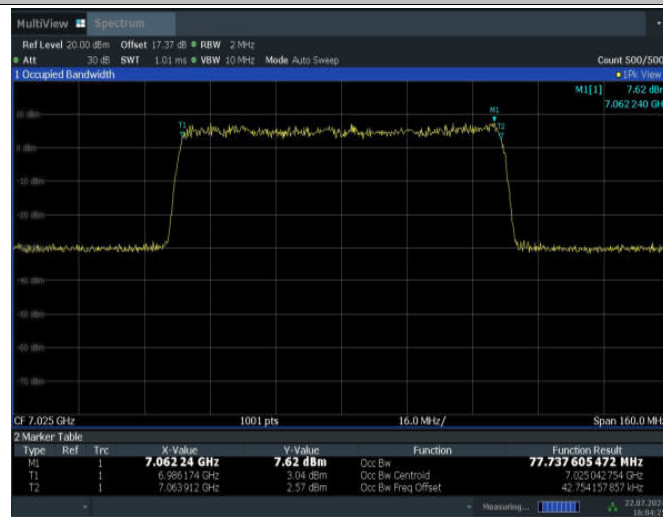 MultiView Spectrum
Ref Level 20.00 dBm Offset 17.37 dB RBW 2 MHz
Att 30 dB SWT 1.01 ms VBW 10 MHz Mode Auto Sweep Count 500/500
1 Occupied Bandwidth 1Pk View
M1[1] 7.62 dBm
7.062 240 GH
M1
T1
T2
10 dBm
0 dBm
-10 dBm
-20 dBm
-30 dBm
-40 dBm
-60 dBm
-70 dBm
CF 7.025 GHz 1001 pts 16.0 MHz/ Span 160.0 MH
2 Marker Table
Type Ref Trc X-Value Y-Value Function Function Result
M1 1 7.062 24 GHz 7.62 dBm Occ Bw 77.737 605 472 MHz
T1 1 6.986 174 GHz 3.04 dBm Occ Bw Centroid 7.025 042 754 GHz
T2 1 7.063 912 GHz 2.57 dBm Occ Bw Freq Offset 42.754 157 857 kHz
Measuring... 22.07.202
16:04:2